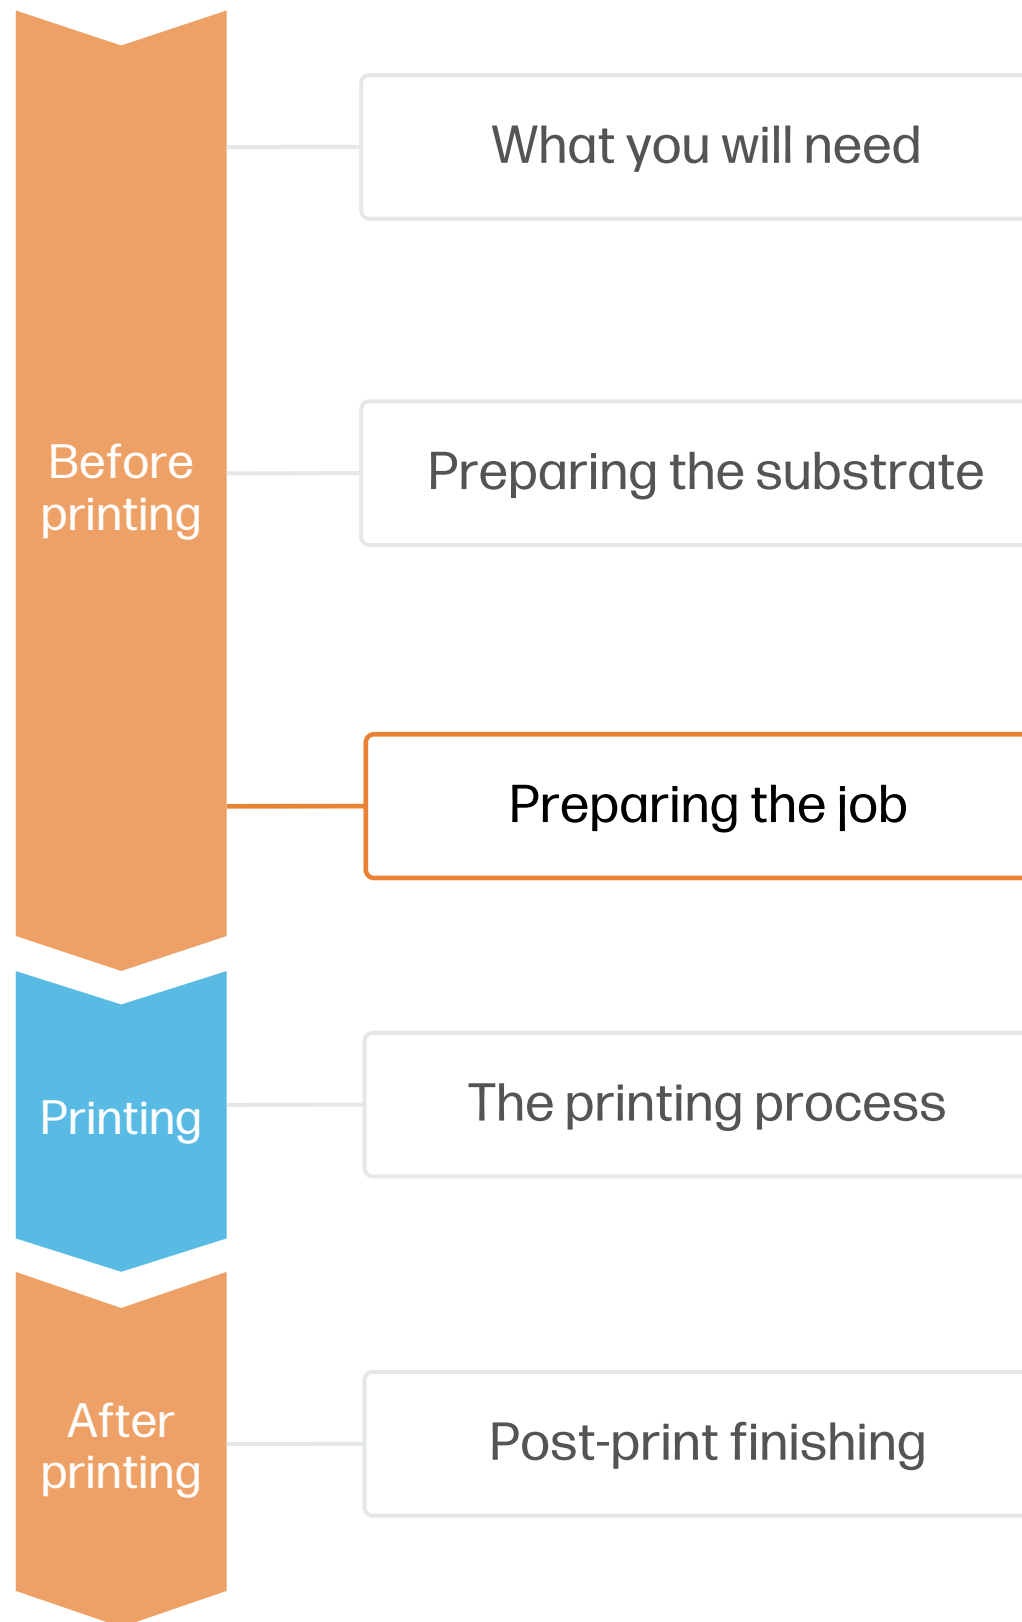 What you will need
Before
printing
Preparing the substrate
Preparing the job
Printing
The printing process
After
printing
Post-print finishing